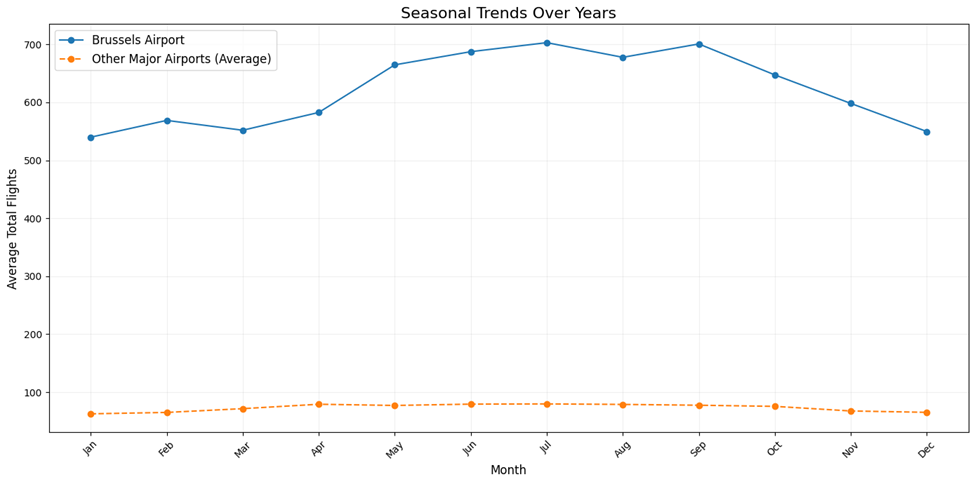 Seasonal Trends Over Years
Brussels Airport
Other Major Airports (Average)
Average Total Flights
700
600
500
400
300
200
100
Jan
Feb
Mar
Apr
May
Jun
Jul
Aug
Sep
Oct
Nov
Dec
Month